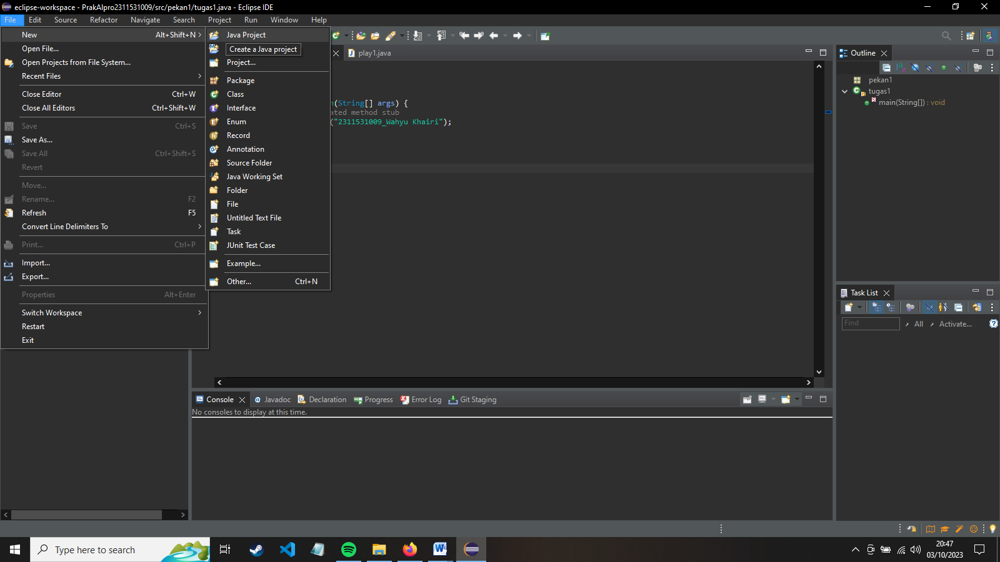 eclipse-workspace - PrakAlpro2311531009/src/pekan1/tugas1.java - Eclipse IDE
File Edit Source Refactor Navigate Search Project Run Window Help
New Alt+Shift+N
Open File...
Open Projects from File System...
Recent Files
Close Editor Ctrl+W
Close All Editors Ctrl+Shift+W
Save Ctrl+S
Save As...
Save All Ctrl+Shift+S
Revert
Move...
Rename... F2
Refresh F5
Convert Line Delimiters To
Print... Ctrl+P
Import...
Export...
Properties Alt+Enter
Switch Workspace
Restart
Exit
Java Project
Create a Java project
Project...
Package
Class
Interface
Enum
Record
Annotation
Source Folder
Java Working Set
Folder
File
Untitled Text File
Task
JUnit Test Case
Example...
Other... Ctrl+N
play1.java
(String[] args) {
ated method stub
("2311531009_Wahyu Khairi");
Outline
pekan1
tugas1
main(String[]) : void
Task List
Find All Activate...
Console Javadoc Declaration Progress Error Log Git Staging
No consoles to display at this time.
Type here to search
20:47
03/10/2023